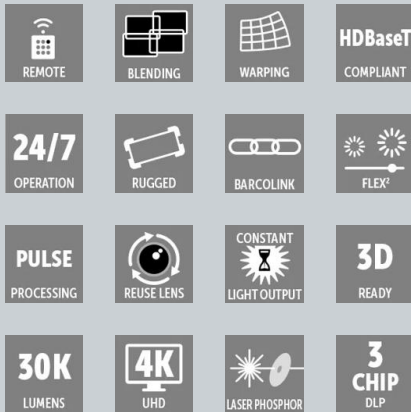 REMOTE
BLENDING
WARPING
HDBaseT
COMPLIANT
24/7
OPERATION
RUGGED
BARCOLINK
FLEX²
PULSE
PROCESSING
REUSE LENS
CONSTANT
LIGHT OUTPUT
3D
READY
30K
LUMENS
4K
UHD
LASER PHOSPHOR
3
CHIP
DLP